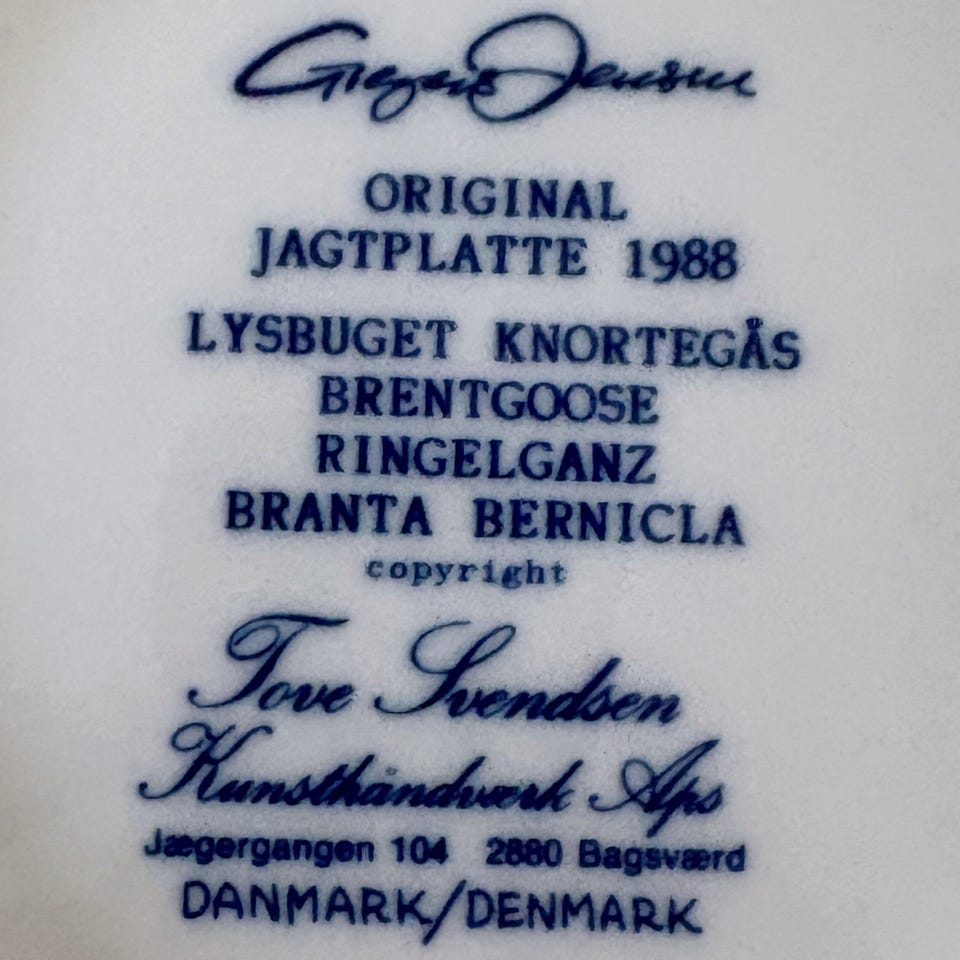 Gregers Jensen
ORIGINAL
JAGTPLATTE 1988
LYSBUGET KNORTEGÅS
BRENTGOOSE
RINGELGANZ
BRANTA BERNICLA
copyright
Tove Svendsen
Kunsthåndværk Aps
Jægergangen 104 2880 Bagsværd
DANMARK/DENMARK